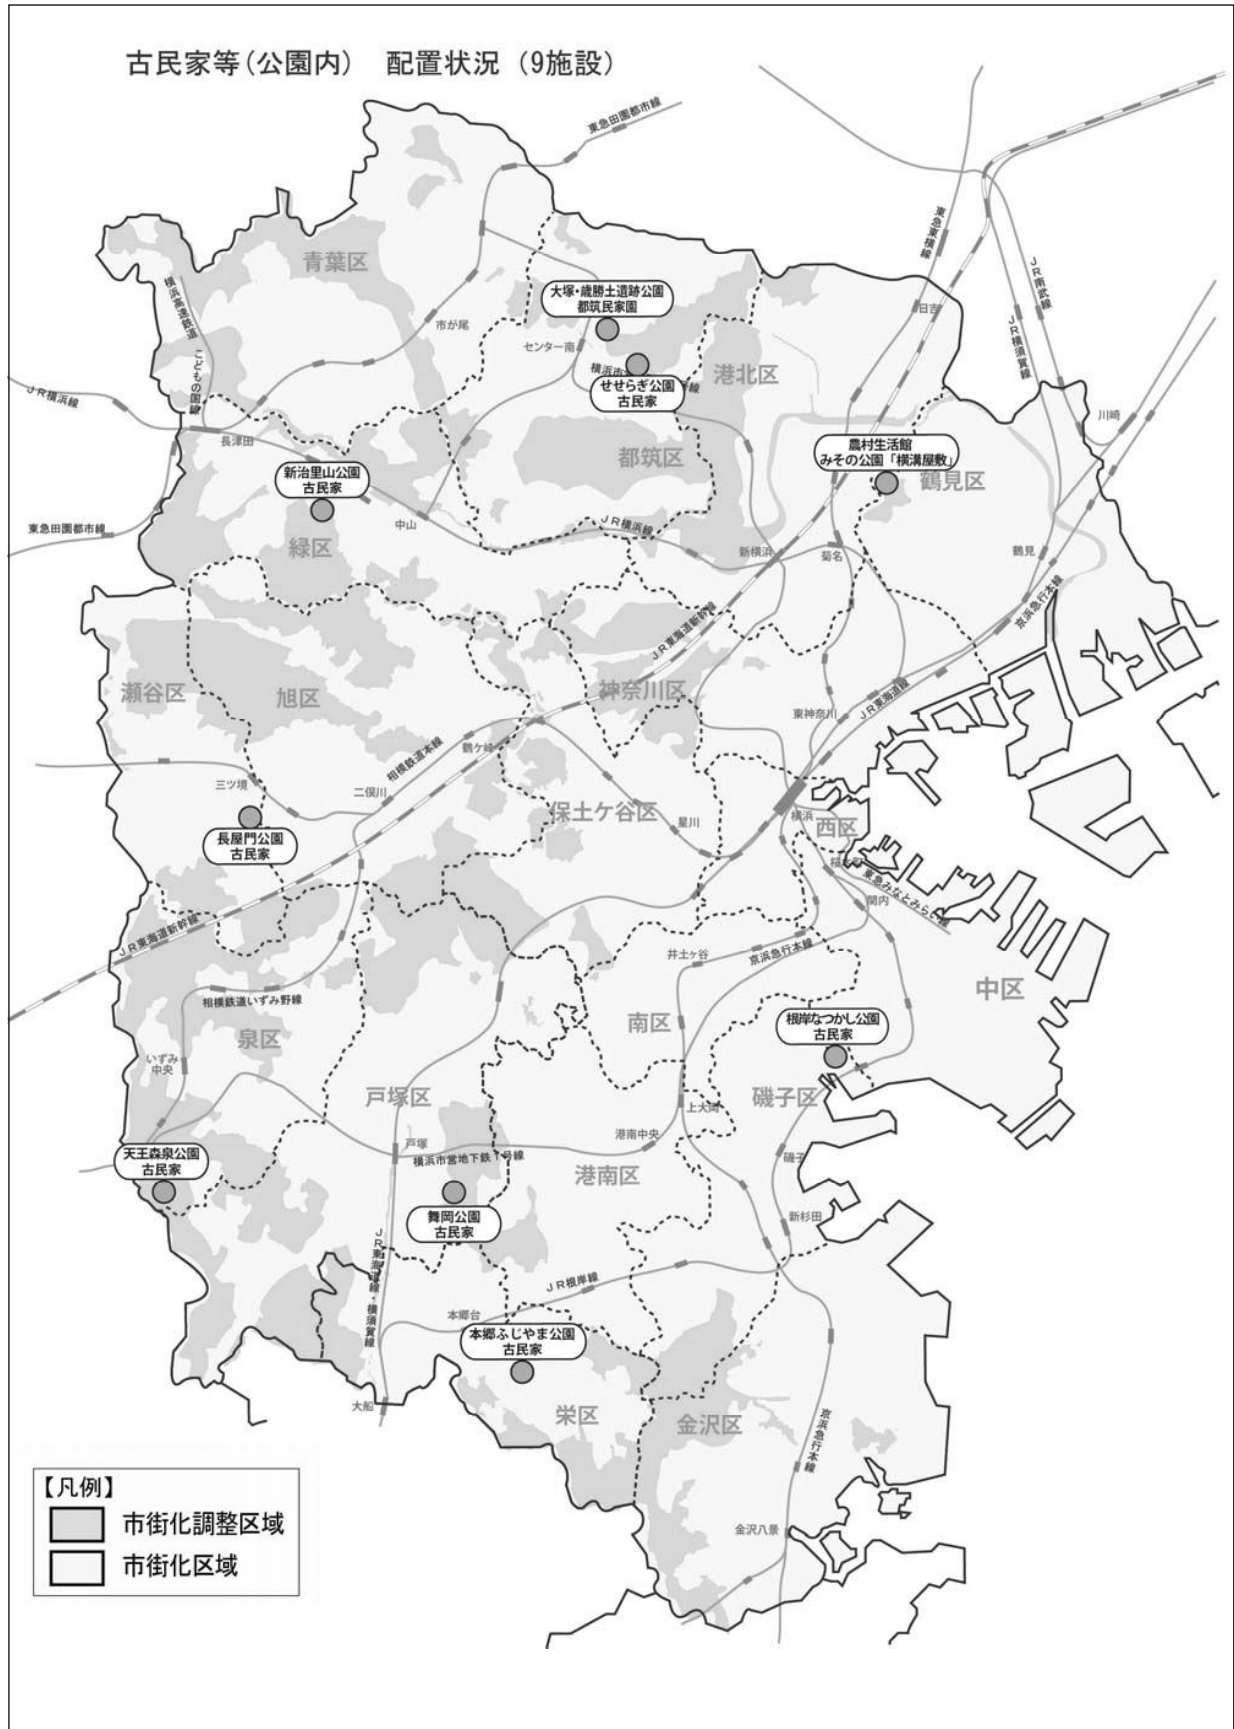 古民家等(公園内) 配置状況 (9施設)
東急田園都市線
東急東横線
JR南武線
JR横須賀線
青葉区
横浜高速鉄道
こどもの国線
大塚・歳勝土遺跡公園
都筑民家園
日吉
市が尾
センター南
せせらぎ公園
古民家
港北区
JR横浜線
長津田
川崎
農村生活館
みその公園「横溝屋敷」
都筑区
鶴見区
新治里山公園
古民家
東急田園都市線
中山
JR横浜線
緑区
新横浜
菊名
鶴見
京浜急行本線
JR東海道新幹線
瀬谷区
旭区
神奈川区
東神奈川
JR東海道線
相模鉄道本線
鶴ケ峰
三ツ境
二俣川
保土ケ谷区
星川
横浜
西区
長屋門公園
古民家
東急みなとみらい線
関内
JR東海道新幹線
井土ヶ谷
京浜急行本線
中区
相模鉄道いずみ野線
南区
根岸なつかし公園
古民家
泉区
いずみ
中央
戸塚区
磯子区
上大岡
港南中央
戸塚
横浜市営地下鉄1号線
天王森泉公園
古民家
磯子
港南区
舞岡公園
古民家
新杉田
JR東海道線・横須賀線
JR根岸線
本郷台
本郷ふじやま公園
古民家
大船
栄区
金沢区
京浜急行本線
【凡例】
市街化調整区域
市街化区域
金沢八景